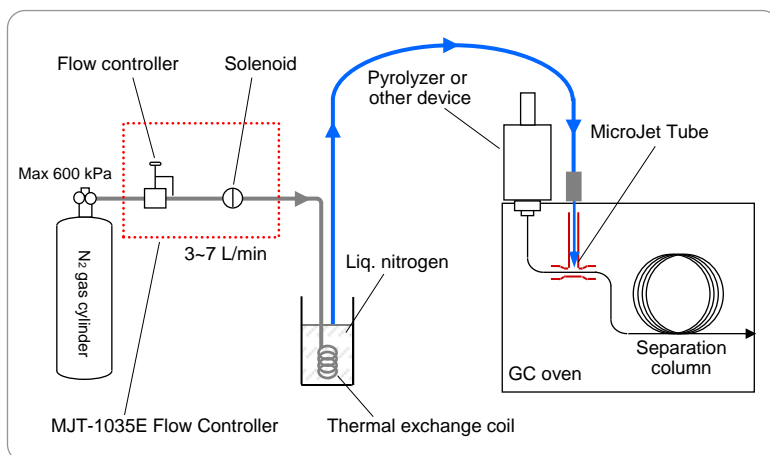 Flow controller
Solenoid
Pyrolyzer or
other device
MicroJet Tube
Max 600 kPa
N2 gas cylinder
3~7 L/min
Liq. nitrogen
Separation
column
GC oven
MJT-1035E Flow Controller
Thermal exchange coil